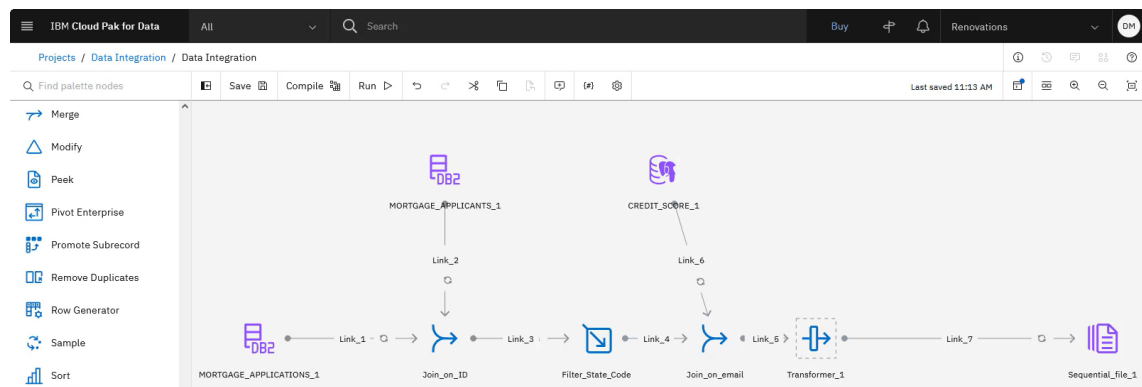 IBM Cloud Pak for Data All Search Buy Renovations DM
Projects / Data Integration / Data Integration
Find palette nodes Save Compile Run {#} Last saved 11:13 AM
Merge
Modify
Peek
Pivot Enterprise
Promote Subrecord
Remove Duplicates
Row Generator
Sample
Sort
DB2
MORTGAGE_APPLICANTS_1 CREDIT_SCORE_1
Link_2 Link_6
DB2 Link_1 Link_3 Link_4 Link_5 Link_7
MORTGAGE_APPLICATIONS_1 Join_on_ID Filter_State_Code Join_on_email Transformer_1 Sequential_file_1